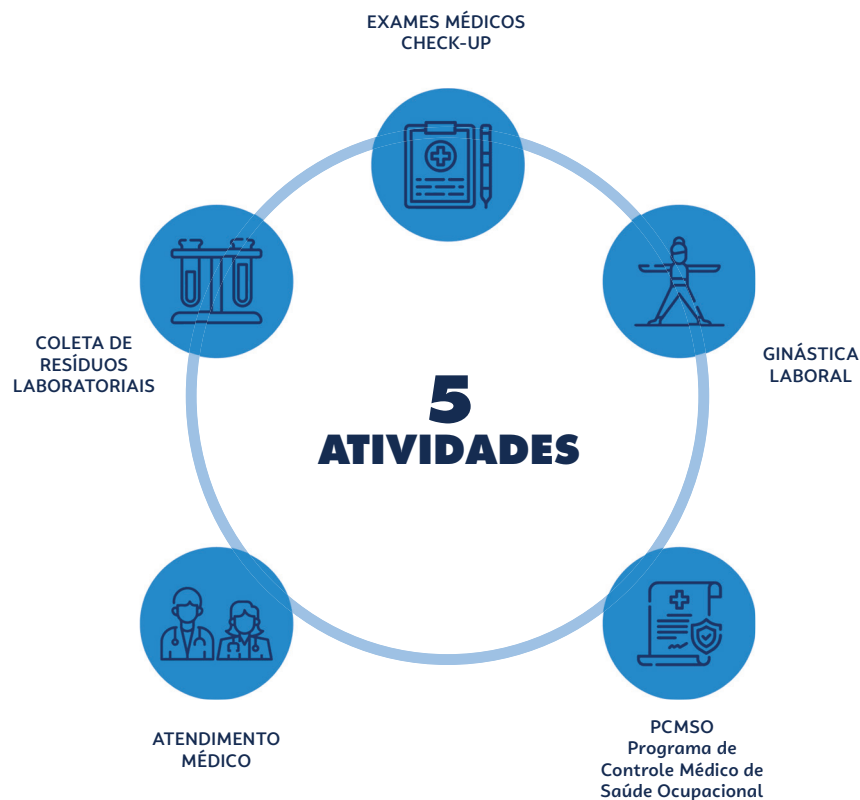 EXAMES MÉDICOS
CHECK-UP
COLETA DE
RESÍDUOS
LABORATORIAIS
GINÁSTICA
LABORAL
5
ATIVIDADES
ATENDIMENTO
MÉDICO
PCMSO
Programa de
Controle Médico de
Saúde Ocupacional